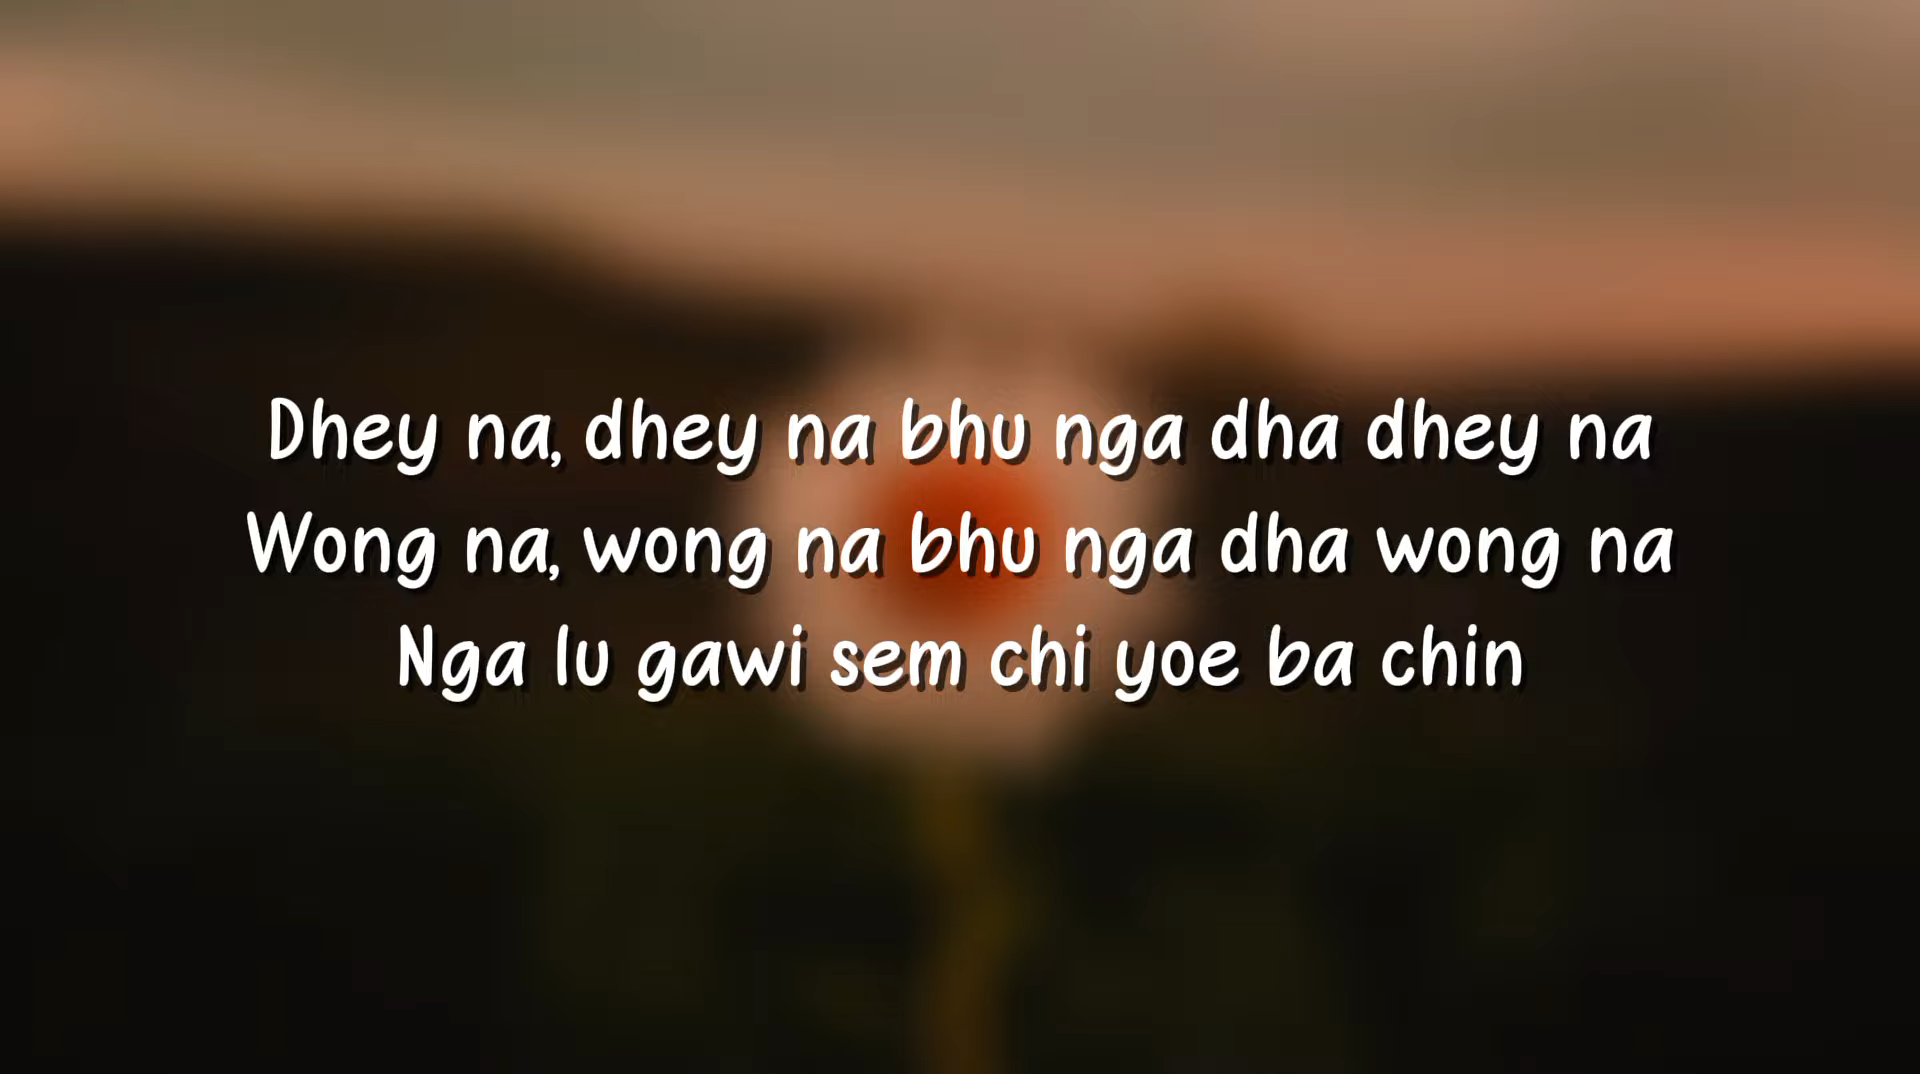 Dhey na, dhey na bhu nga dha dhey na
Wong na, wong na bhu nga dha wong na
Nga lu gawi sem chi yoe ba chin